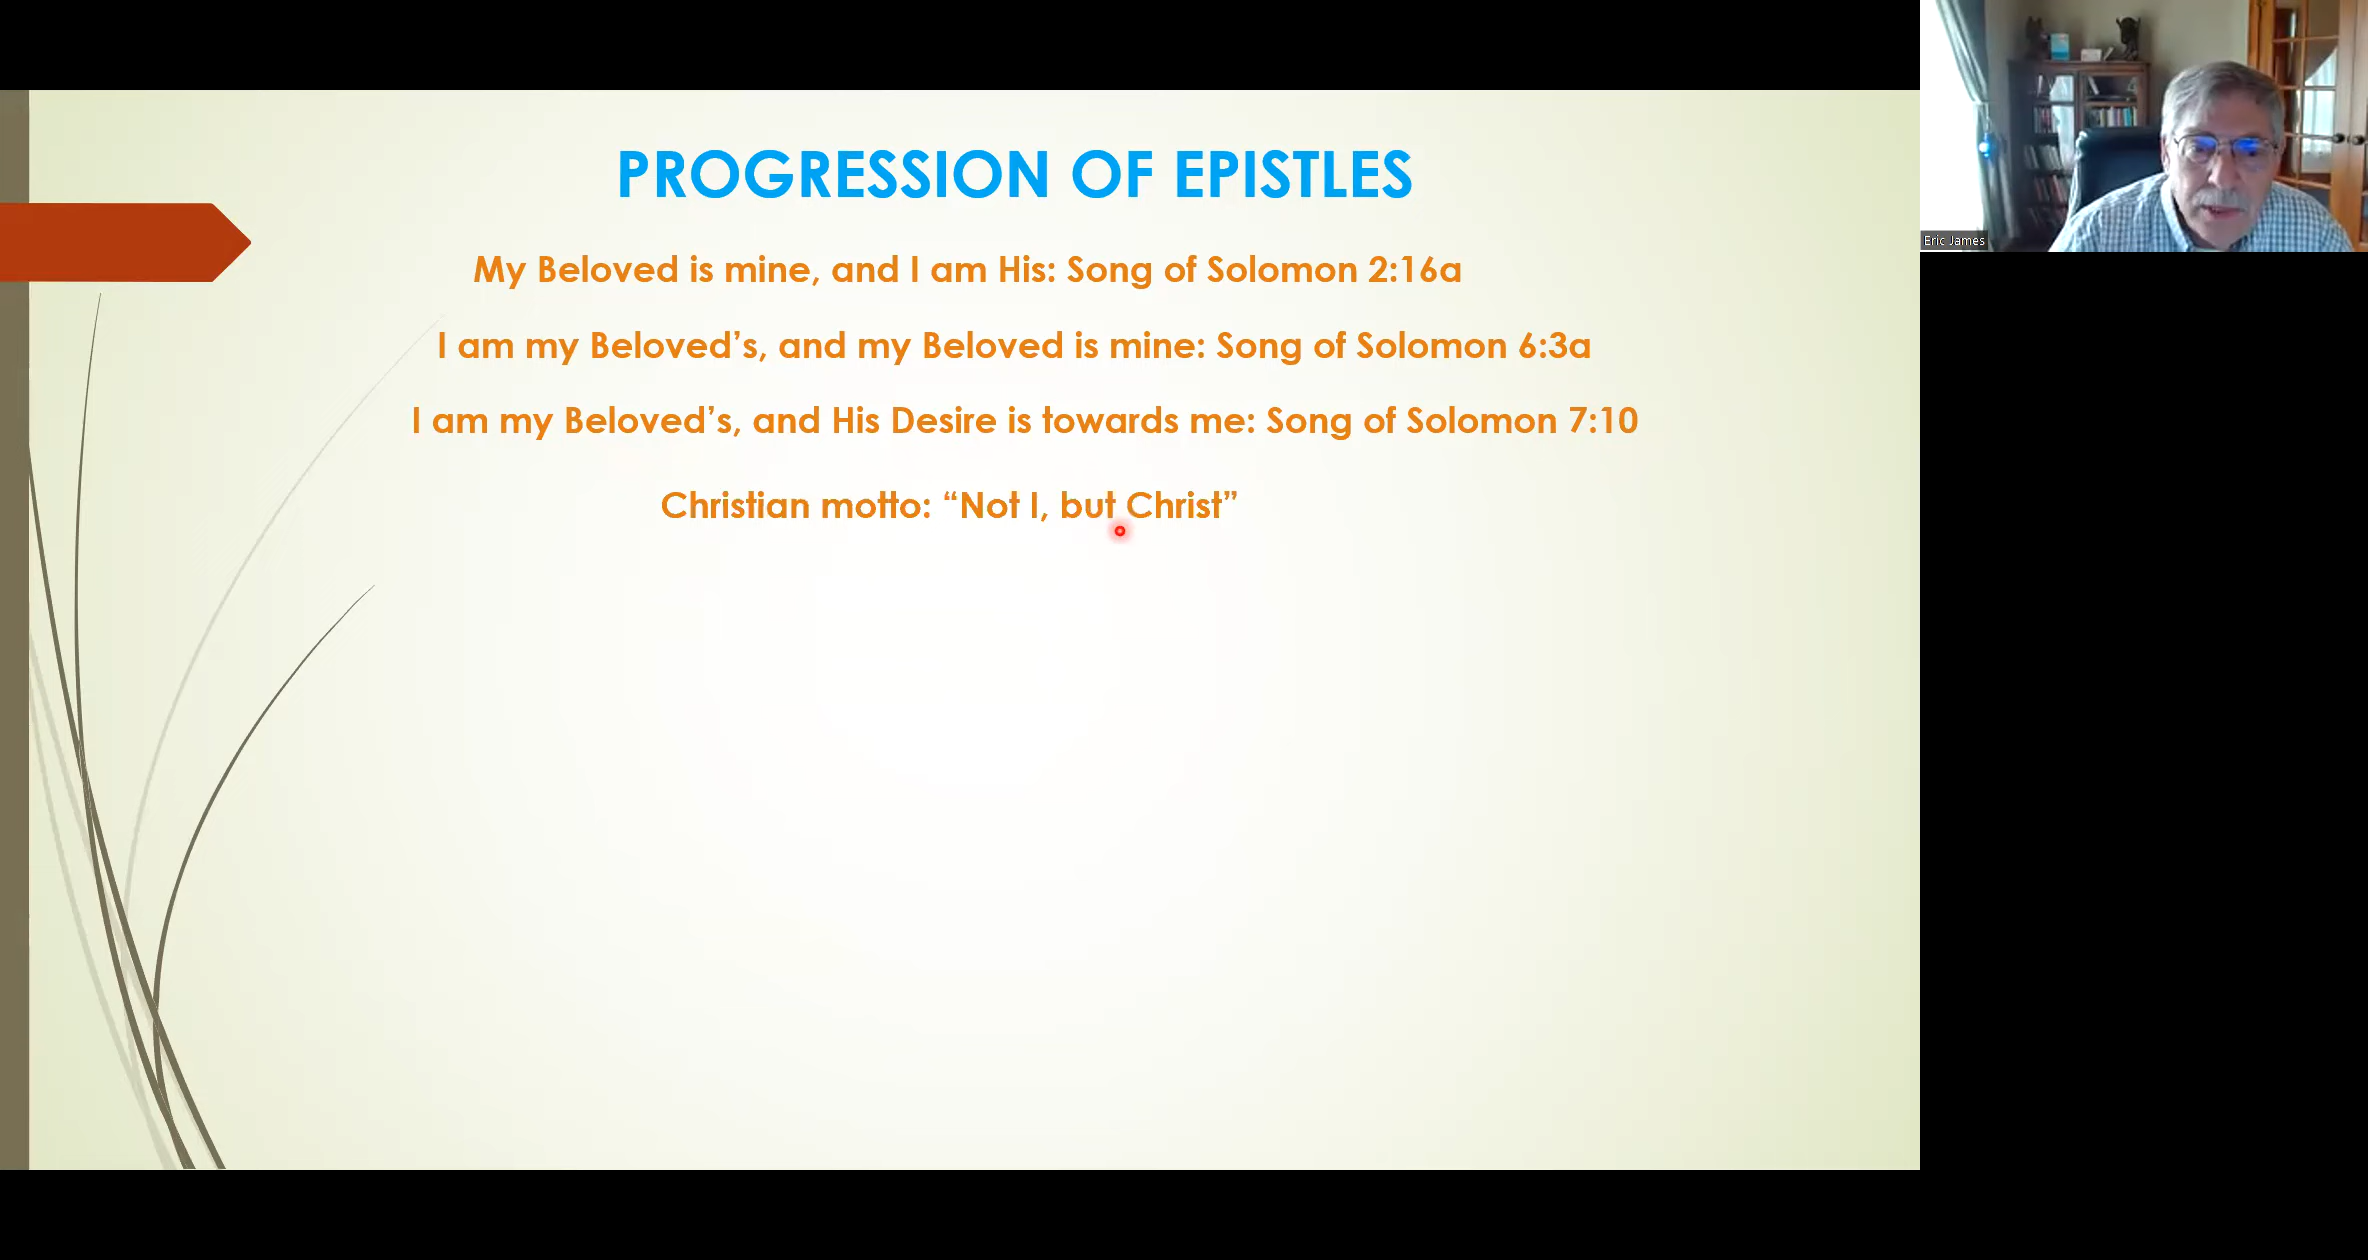 PROGRESSION OF EPISTLES
My Beloved is mine, and I am His: Song of Solomon 2:16a
I am my Beloved’s, and my Beloved is mine: Song of Solomon 6:3a
I am my Beloved’s, and His Desire is towards me: Song of Solomon 7:10
Christian motto: “Not I, but Christ”
Eric James